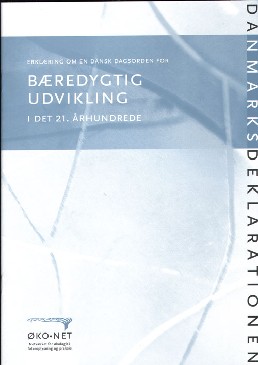 ERKLÆRING OM EN DANSK DAGSORDEN FOR
BÆREDYGTIG
UDVIKLING
I DET 21. ÅRHUNDREDE
DANMARKSDEKLARATIONEN
ØKO-NET